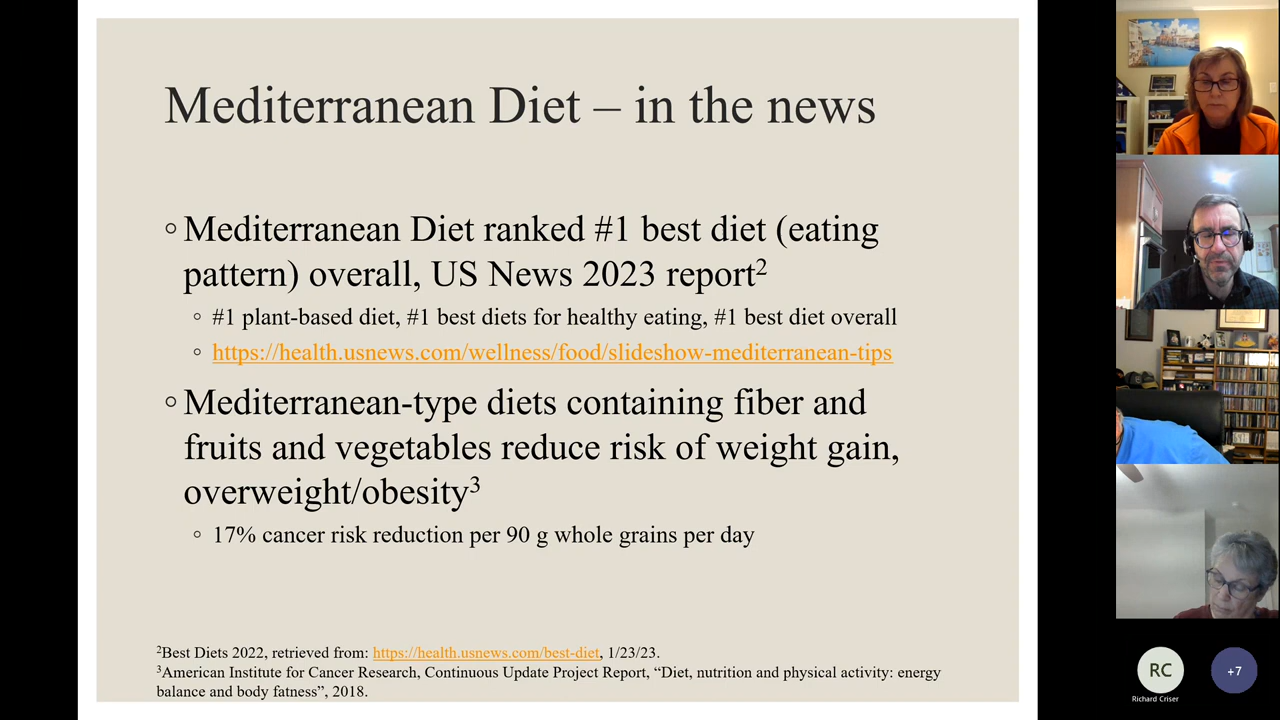 Mediterranean Diet – in the news
◦ Mediterranean Diet ranked #1 best diet (eating
pattern) overall, US News 2023 report²
◦ #1 plant-based diet, #1 best diets for healthy eating, #1 best diet overall
◦ https://health.usnews.com/wellness/food/slideshow-mediterranean-tips
◦ Mediterranean-type diets containing fiber and
fruits and vegetables reduce risk of weight gain,
overweight/obesity³
◦ 17% cancer risk reduction per 90 g whole grains per day
²Best Diets 2022, retrieved from: https://health.usnews.com/best-diet, 1/23/23.
³American Institute for Cancer Research, Continuous Update Project Report, “Diet, nutrition and physical activity: energy
balance and body fatness”, 2018.
RC
Richard Criser
+7